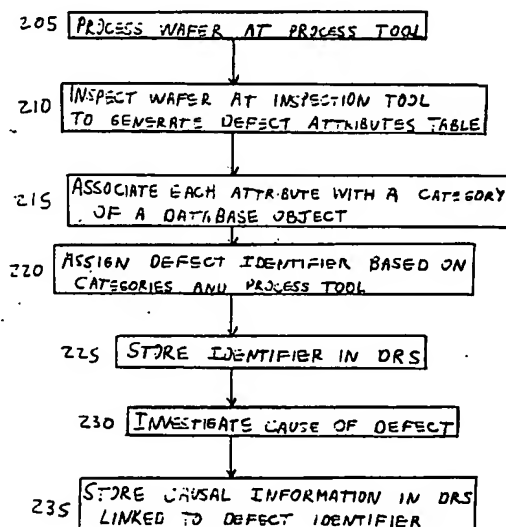 205 PROCESS WAFER AT PROCESS TOOL
210 INSPECT WAFER AT INSPECTION TOOL
TO GENERATE DEFECT ATTRIBUTES TABLE
215 ASSOCIATE EACH ATTRIBUTE WITH A CATEGORY
OF A DATABASE OBJECT
220 ASSIGN DEFECT IDENTIFIER BASED ON
CATEGORIES AND PROCESS TOOL
225 STORE IDENTIFIER IN DRS
230 INVESTIGATE CAUSE OF DEFECT
235 STORE CAUSAL INFORMATION IN DRS
LINKED TO DEFECT IDENTIFIER